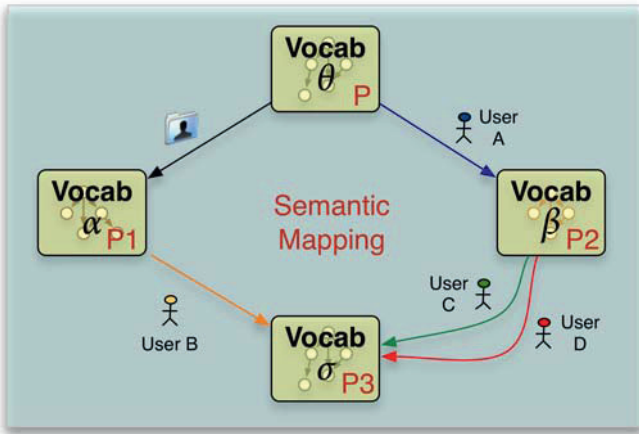 Vocab
θ
P
User
A
Vocab
α
P1
Semantic
Mapping
Vocab
β
P2
User
C
User B
User
D
Vocab
σ
P3